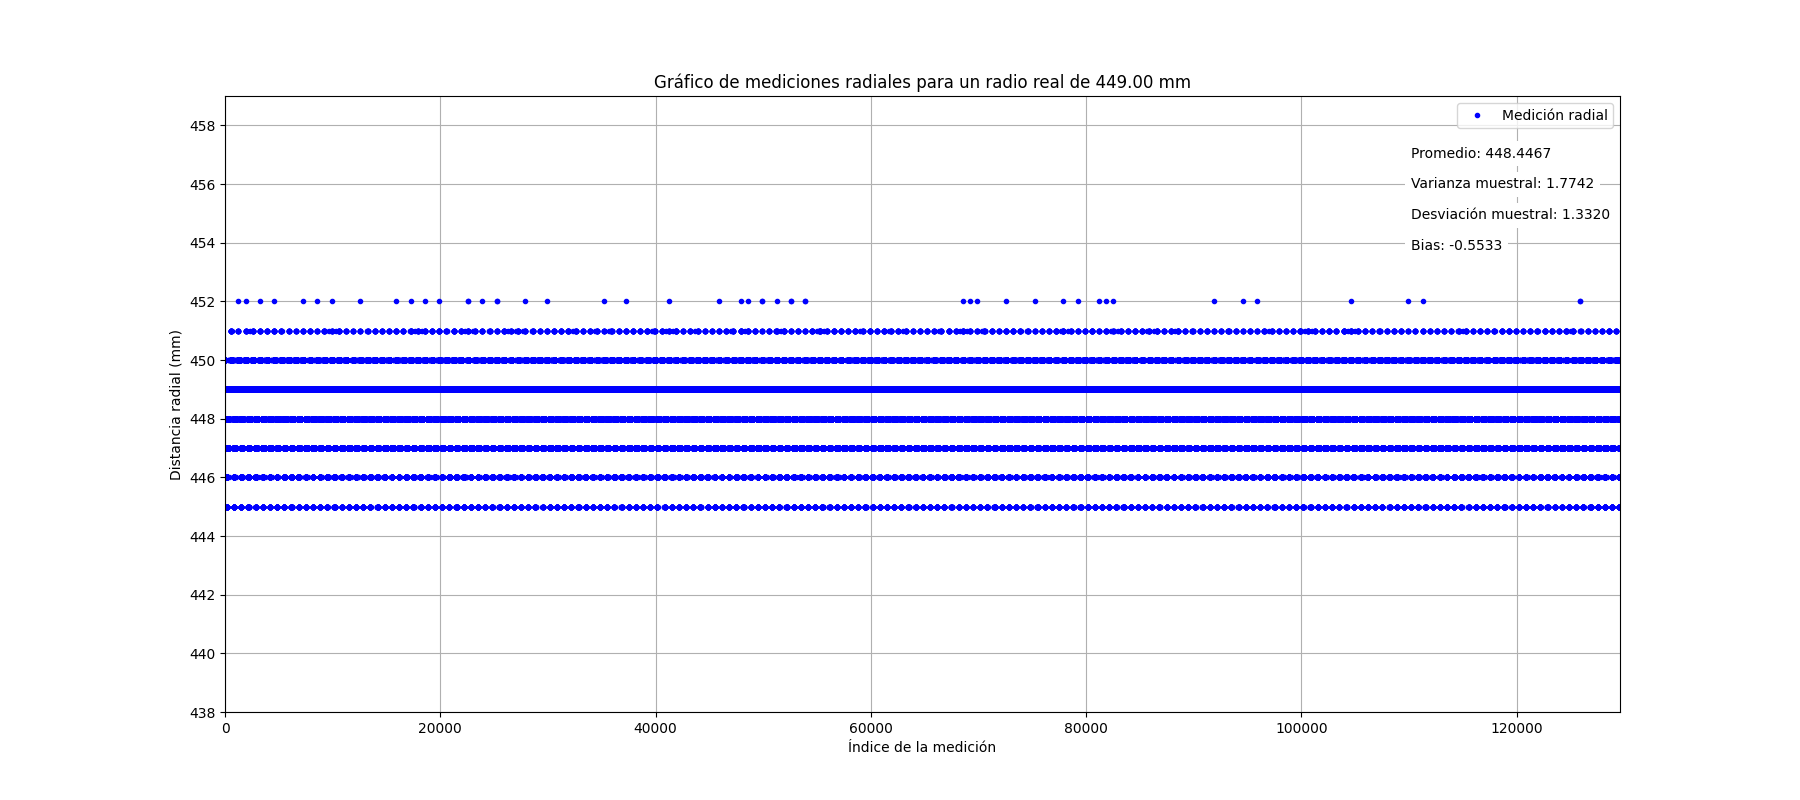 Gráfico de mediciones radiales para un radio real de 449.00 mm
Medición radial
Promedio: 448.4467
Varianza muestral: 1.7742
Desviación muestral: 1.3320
Bias: -0.5533
Distancia radial (mm)
458
456
454
452
450
448
446
444
442
440
438
0
20000
40000
60000
80000
100000
120000
Índice de la medición